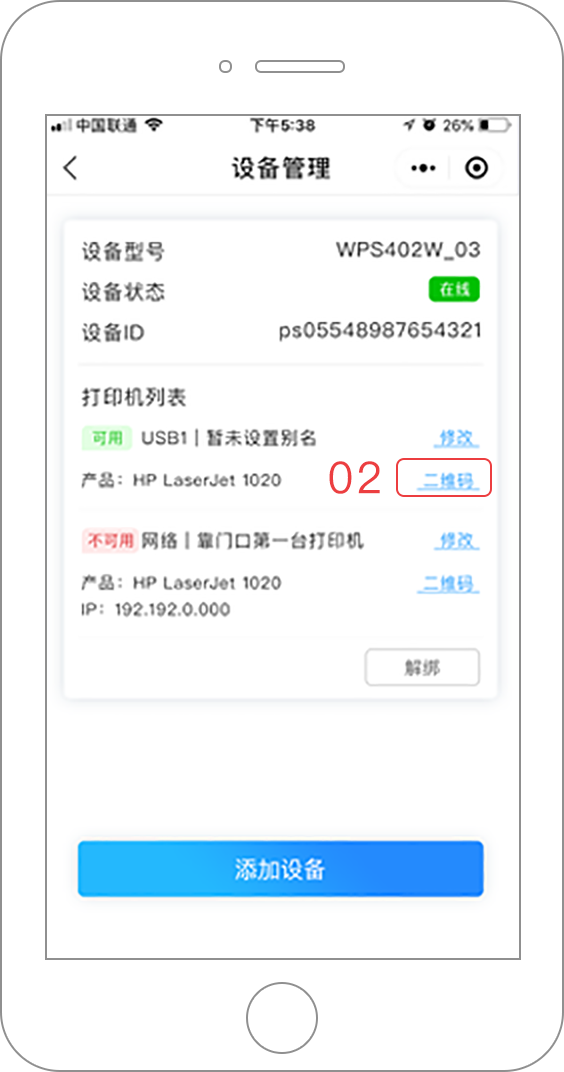 中国联通 下午5:38 26%
设备管理
设备型号 WPS402W_03
设备状态 在线
设备ID ps05548987654321
打印机列表
可用 USB1 | 暂未设置别名 修改
产品：HP LaserJet 1020 02 二维码
不可用 网络 | 靠门口第一台打印机 修改
产品：HP LaserJet 1020 二维码
IP：192.192.0.000
解绑
添加设备